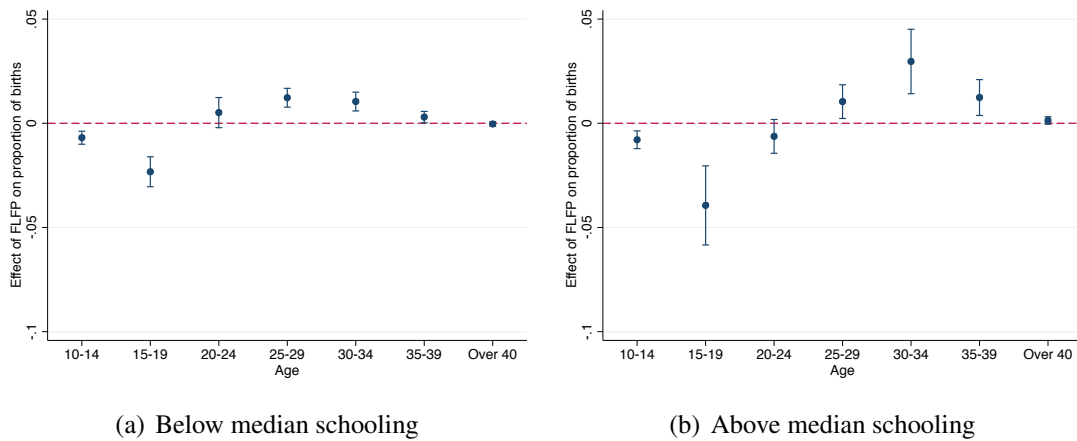 Effect of FLFP on proportion of births
.05
0
-.05
-.1
10-14 15-19 20-24 25-29 30-34 35-39 Over 40
Age
(a) Below median schooling
Effect of FLFP on proportion of births
.05
0
-.05
-.1
10-14 15-19 20-24 25-29 30-34 35-39 Over 40
Age
(b) Above median schooling